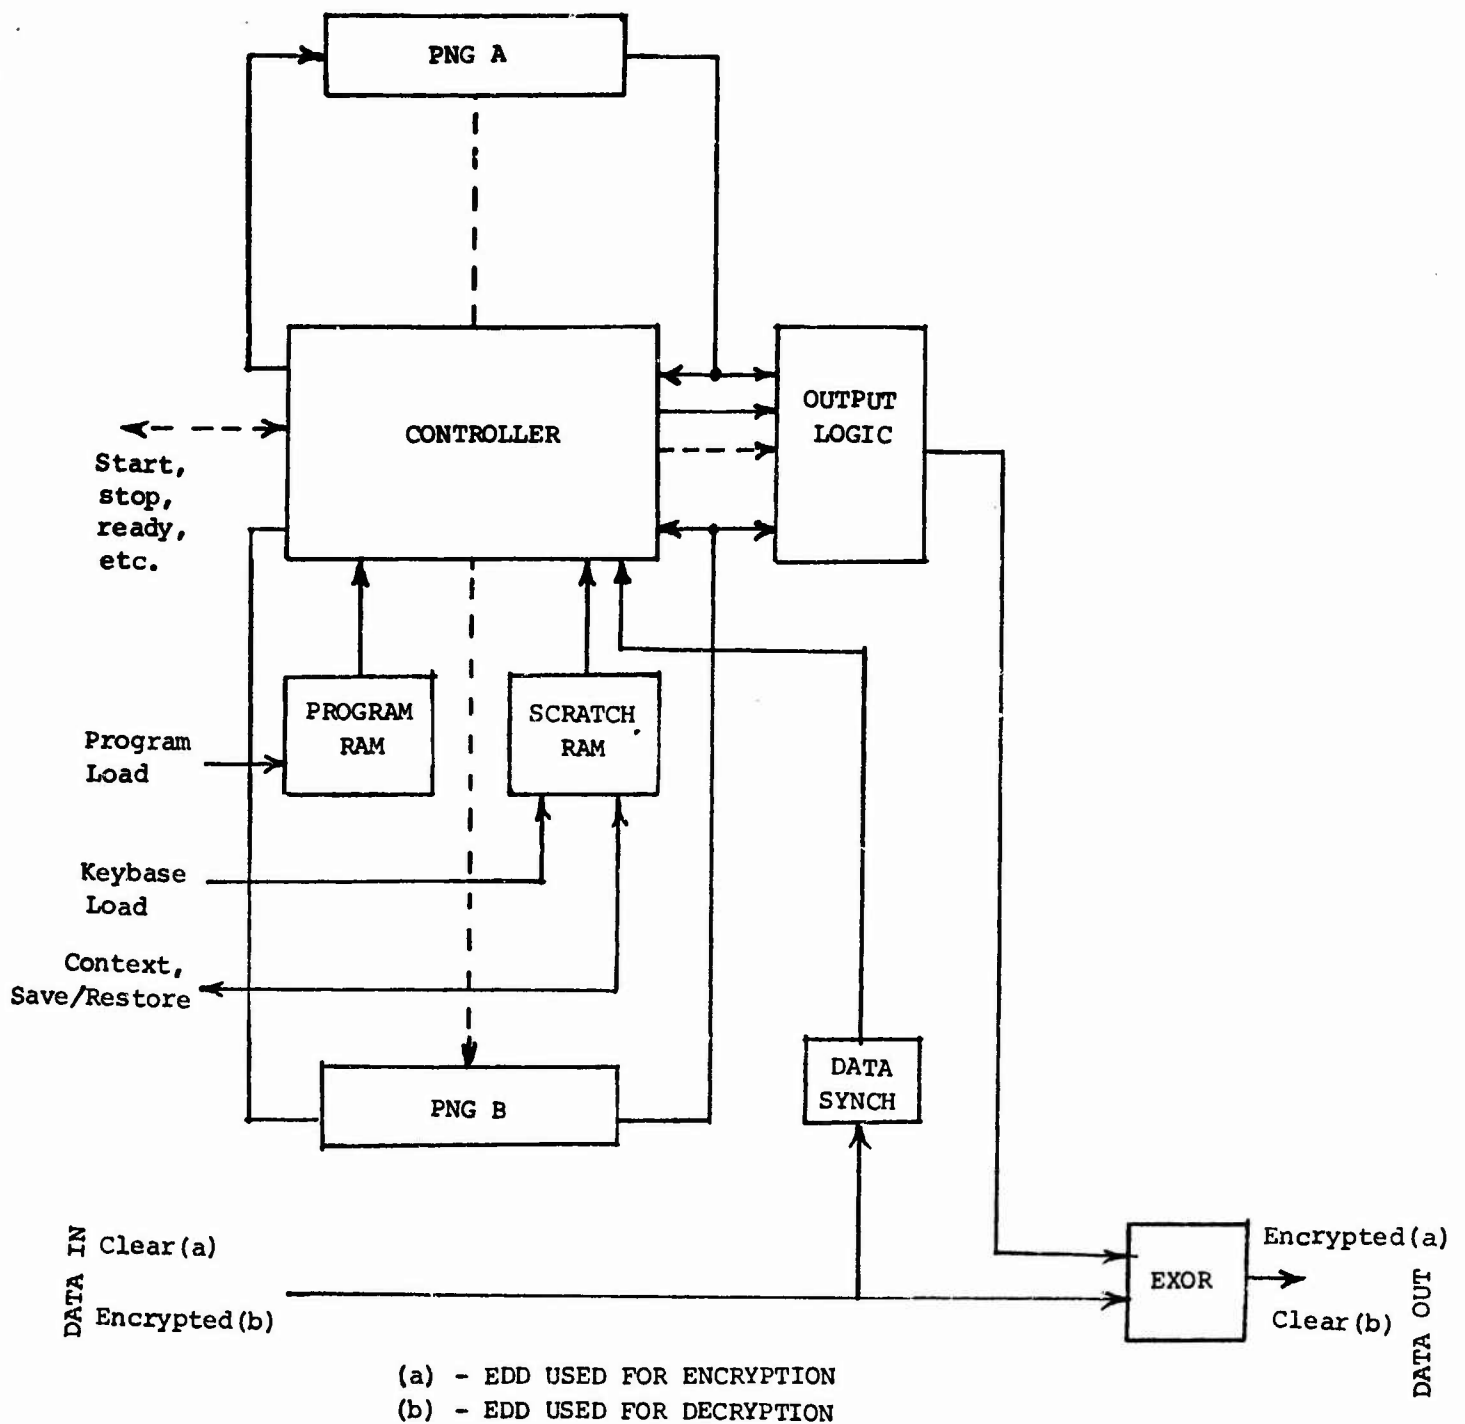 PNG A
CONTROLLER
OUTPUT
LOGIC
Start,
stop,
ready,
etc.
PROGRAM
RAM
SCRATCH
RAM
Program
Load
Keybase
Load
Context,
Save/Restore
PNG B
DATA
SYNCH
DATA IN
Clear(a)
Encrypted(b)
EXOR
Encrypted(a)
Clear(b)
DATA OUT
(a) - EDD USED FOR ENCRYPTION
(b) - EDD USED FOR DECRYPTION